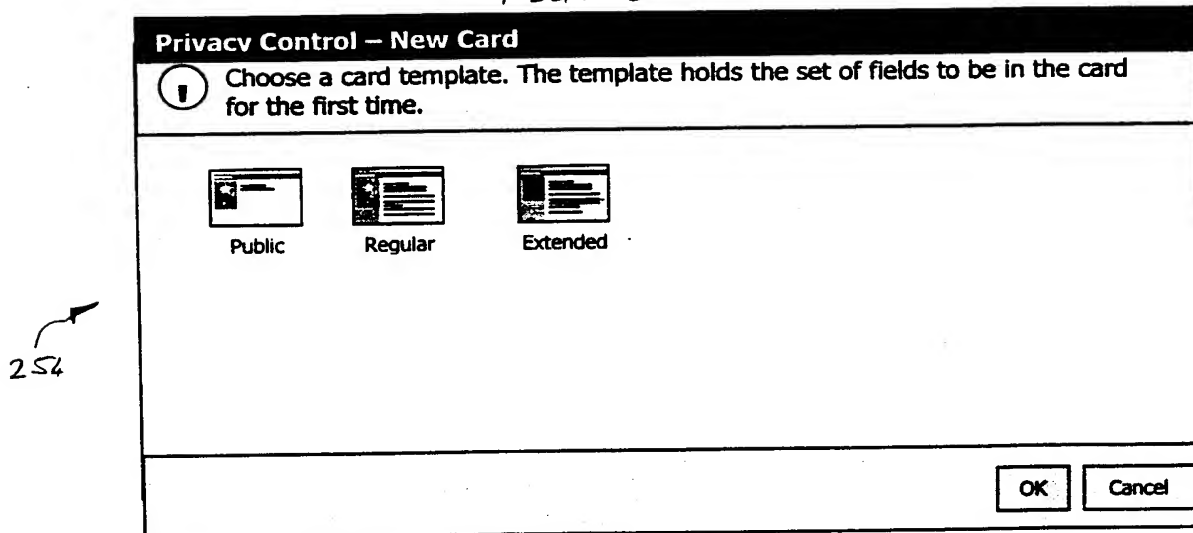 Privacy Control – New Card
Choose a card template. The template holds the set of fields to be in the card
for the first time.
Public Regular Extended
254
OK Cancel